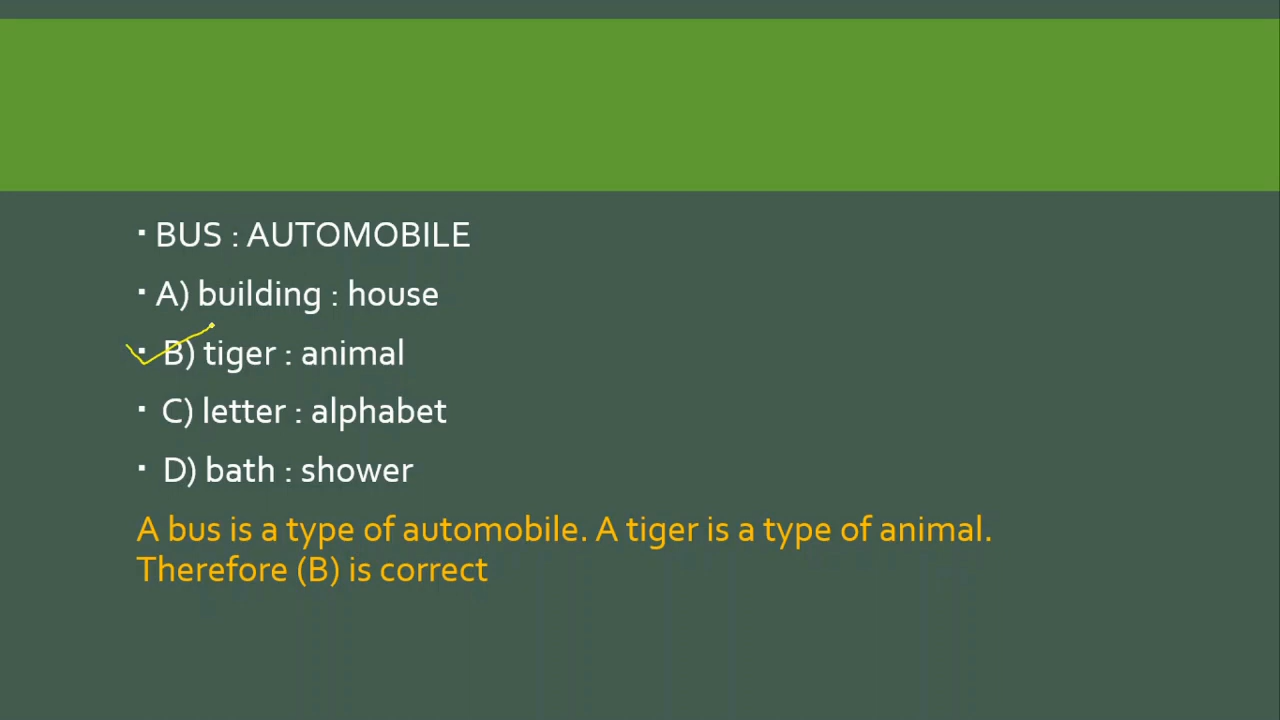 ▪ BUS : AUTOMOBILE
▪ A) building : house
▪ B) tiger : animal
▪ C) letter : alphabet
▪ D) bath : shower
A bus is a type of automobile. A tiger is a type of animal.
Therefore (B) is correct